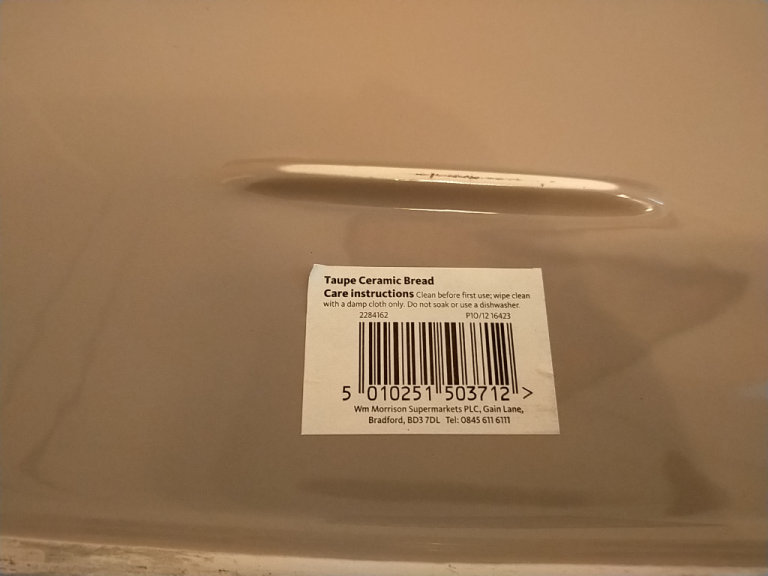 Taupe Ceramic Bread
Care instructions Clean before first use; wipe clean
with a damp cloth only. Do not soak or use a dishwasher.
2284162 P10/12 16423
5 010251 503712 >
Wm Morrison Supermarkets PLC, Gain Lane,
Bradford, BD3 7DL Tel: 0845 611 6111